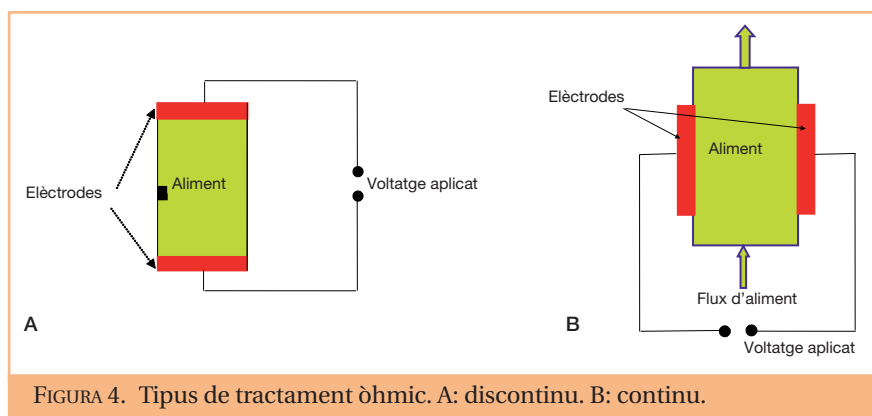 Elèctrodes
Aliment
Voltatge aplicat
A
Elèctrodes
Aliment
Flux d’aliment
B
Voltatge aplicat
FIGURA 4. Tipus de tractament òhmic. A: discontinu. B: continu.